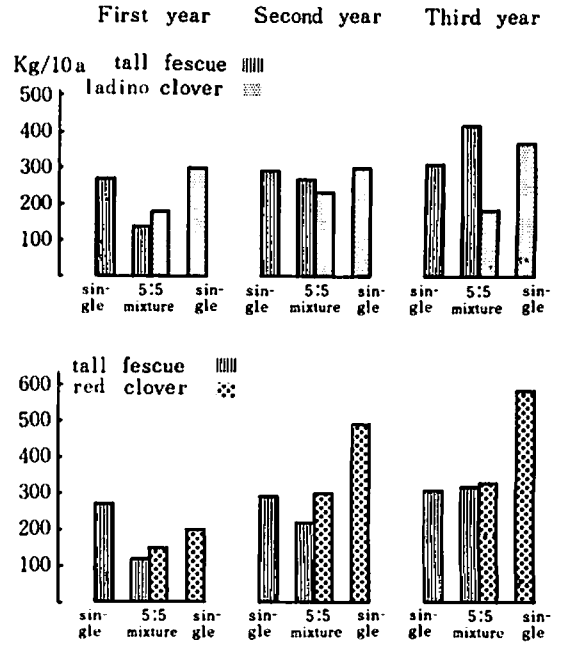 First year Second year Third year
Kg/10a tall fescue
ladino clover
500
400
300
200
100
sin- 5:5 sin- sin- 5:5 sin- sin- 5:5 sin-
gle mixture gle gle mixture gle gle mixture gle
tall fescue
red clover
600
500
400
300
200
100
sin- 5:5 sin- sin- 5:5 sin- sin- 5:5 sin-
gle mixture gle gle mixture gle gle mixture gle